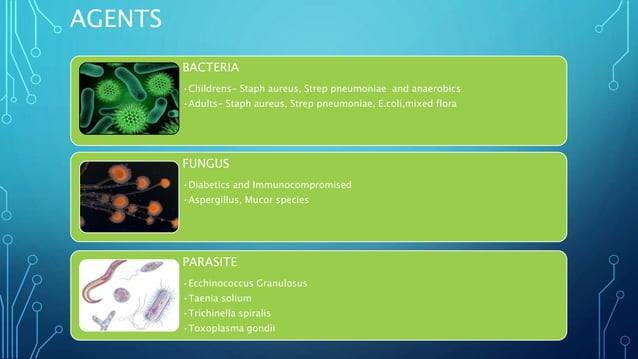 AGENTS
BACTERIA
•Childrens– Staph aureus, Strep pneumoniae and anaerobics
•Adults– Staph aureus, Strep pneumoniae, E.coli,mixed flora
FUNGUS
•Diabetics and Immunocompromised
•Aspergillus, Mucor species
PARASITE
•Ecchinococcus Granulosus
•Taenia solium
•Trichinella spiralis
•Toxoplasma gondii